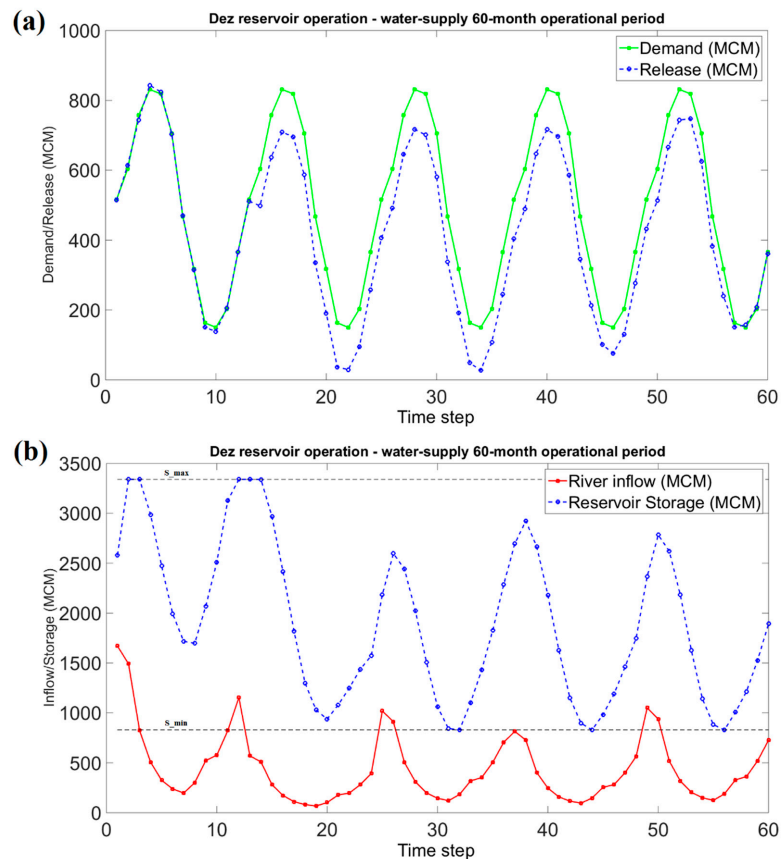 (a)
Dez reservoir operation - water-supply 60-month operational period
1000
800
600
400
200
0
Demand/Release (MCM)
Demand (MCM)
Release (MCM)
0 10 20 30 40 50 60
Time step
(b)
Dez reservoir operation - water-supply 60-month operational period
3500
3000
2500
2000
1500
1000
500
0
Inflow/Storage (MCM)
S_max
S_min
River inflow (MCM)
Reservoir Storage (MCM)
0 10 20 30 40 50 60
Time step